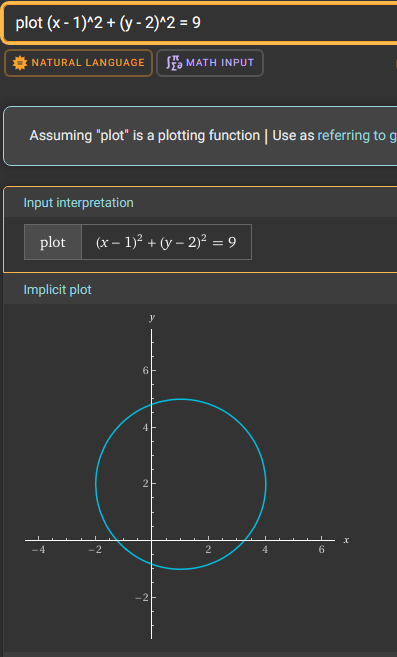 plot (x - 1)^2 + (y - 2)^2 = 9
NATURAL LANGUAGE
MATH INPUT
Assuming "plot" is a plotting function | Use as referring to g
Input interpretation
plot (x – 1)² + (y – 2)² = 9
Implicit plot
y
6
4
2
x
-4 -2 2 4 6
-2